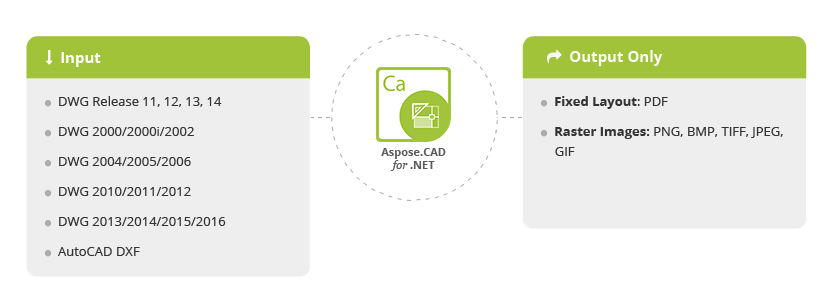 Input
DWG Release 11, 12, 13, 14
DWG 2000/2000i/2002
DWG 2004/2005/2006
DWG 2010/2011/2012
DWG 2013/2014/2015/2016
AutoCAD DXF
Ca
Aspose.CAD
for .NET
Output Only
Fixed Layout: PDF
Raster Images: PNG, BMP, TIFF, JPEG,
GIF